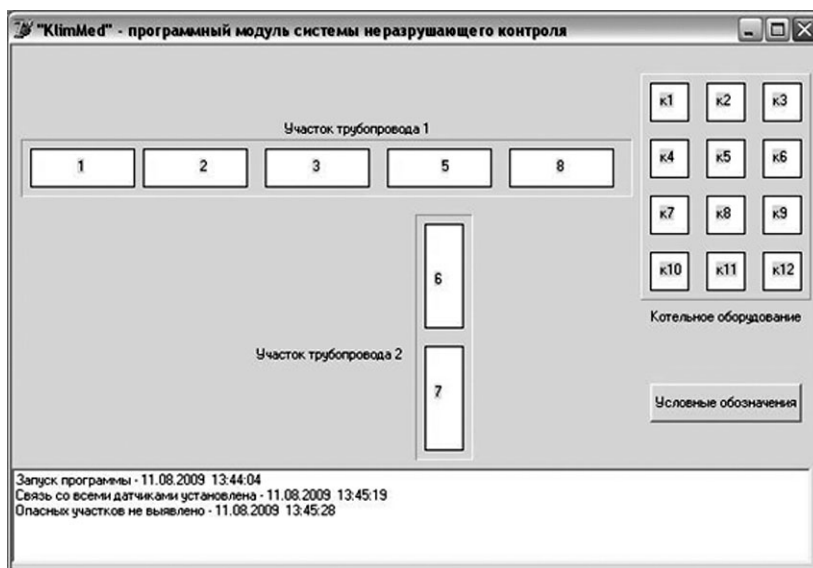 "KlimMed" - программный модуль системы неразрушающего контроля
Участок трубопровода 1
1 2 3 5 8
к1 к2 к3
к4 к5 к6
к7 к8 к9
к10 к11 к12
Котельное оборудование
6
Участок трубопровода 2
7
Условные обозначения
Запуск программы - 11.08.2009 13:44:04
Связь со всеми датчиками установлена - 11.08.2009 13:45:19
Опасных участков не выявлено - 11.08.2009 13:45:28